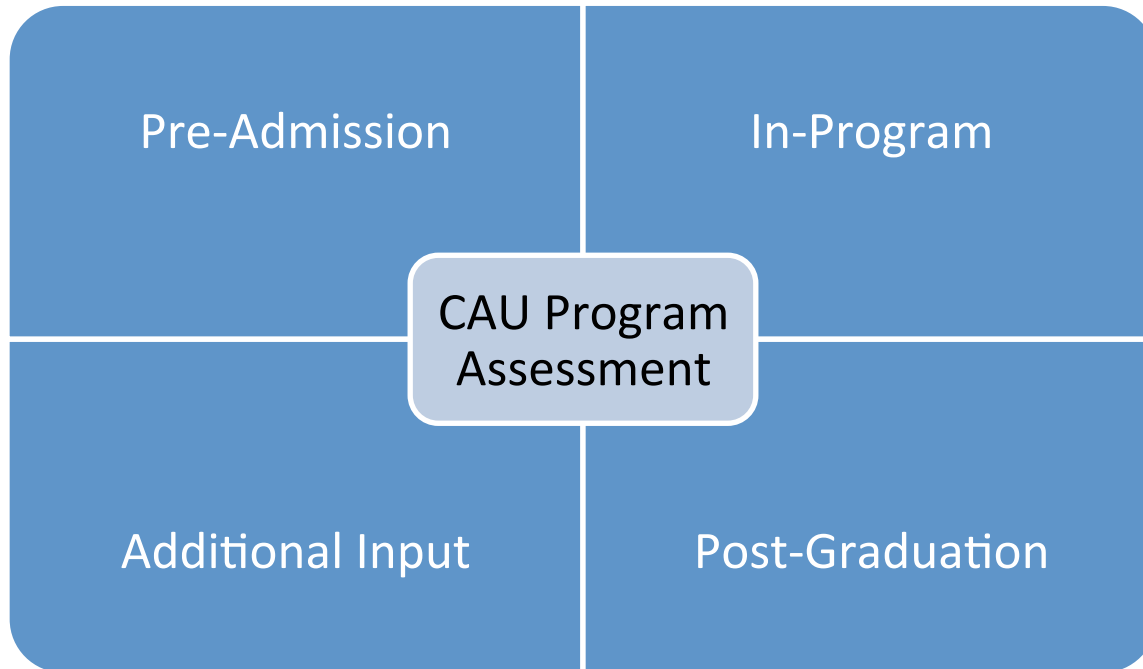 Pre-Admission
In-Program
CAU Program
Assessment
Additional Input
Post-Graduation